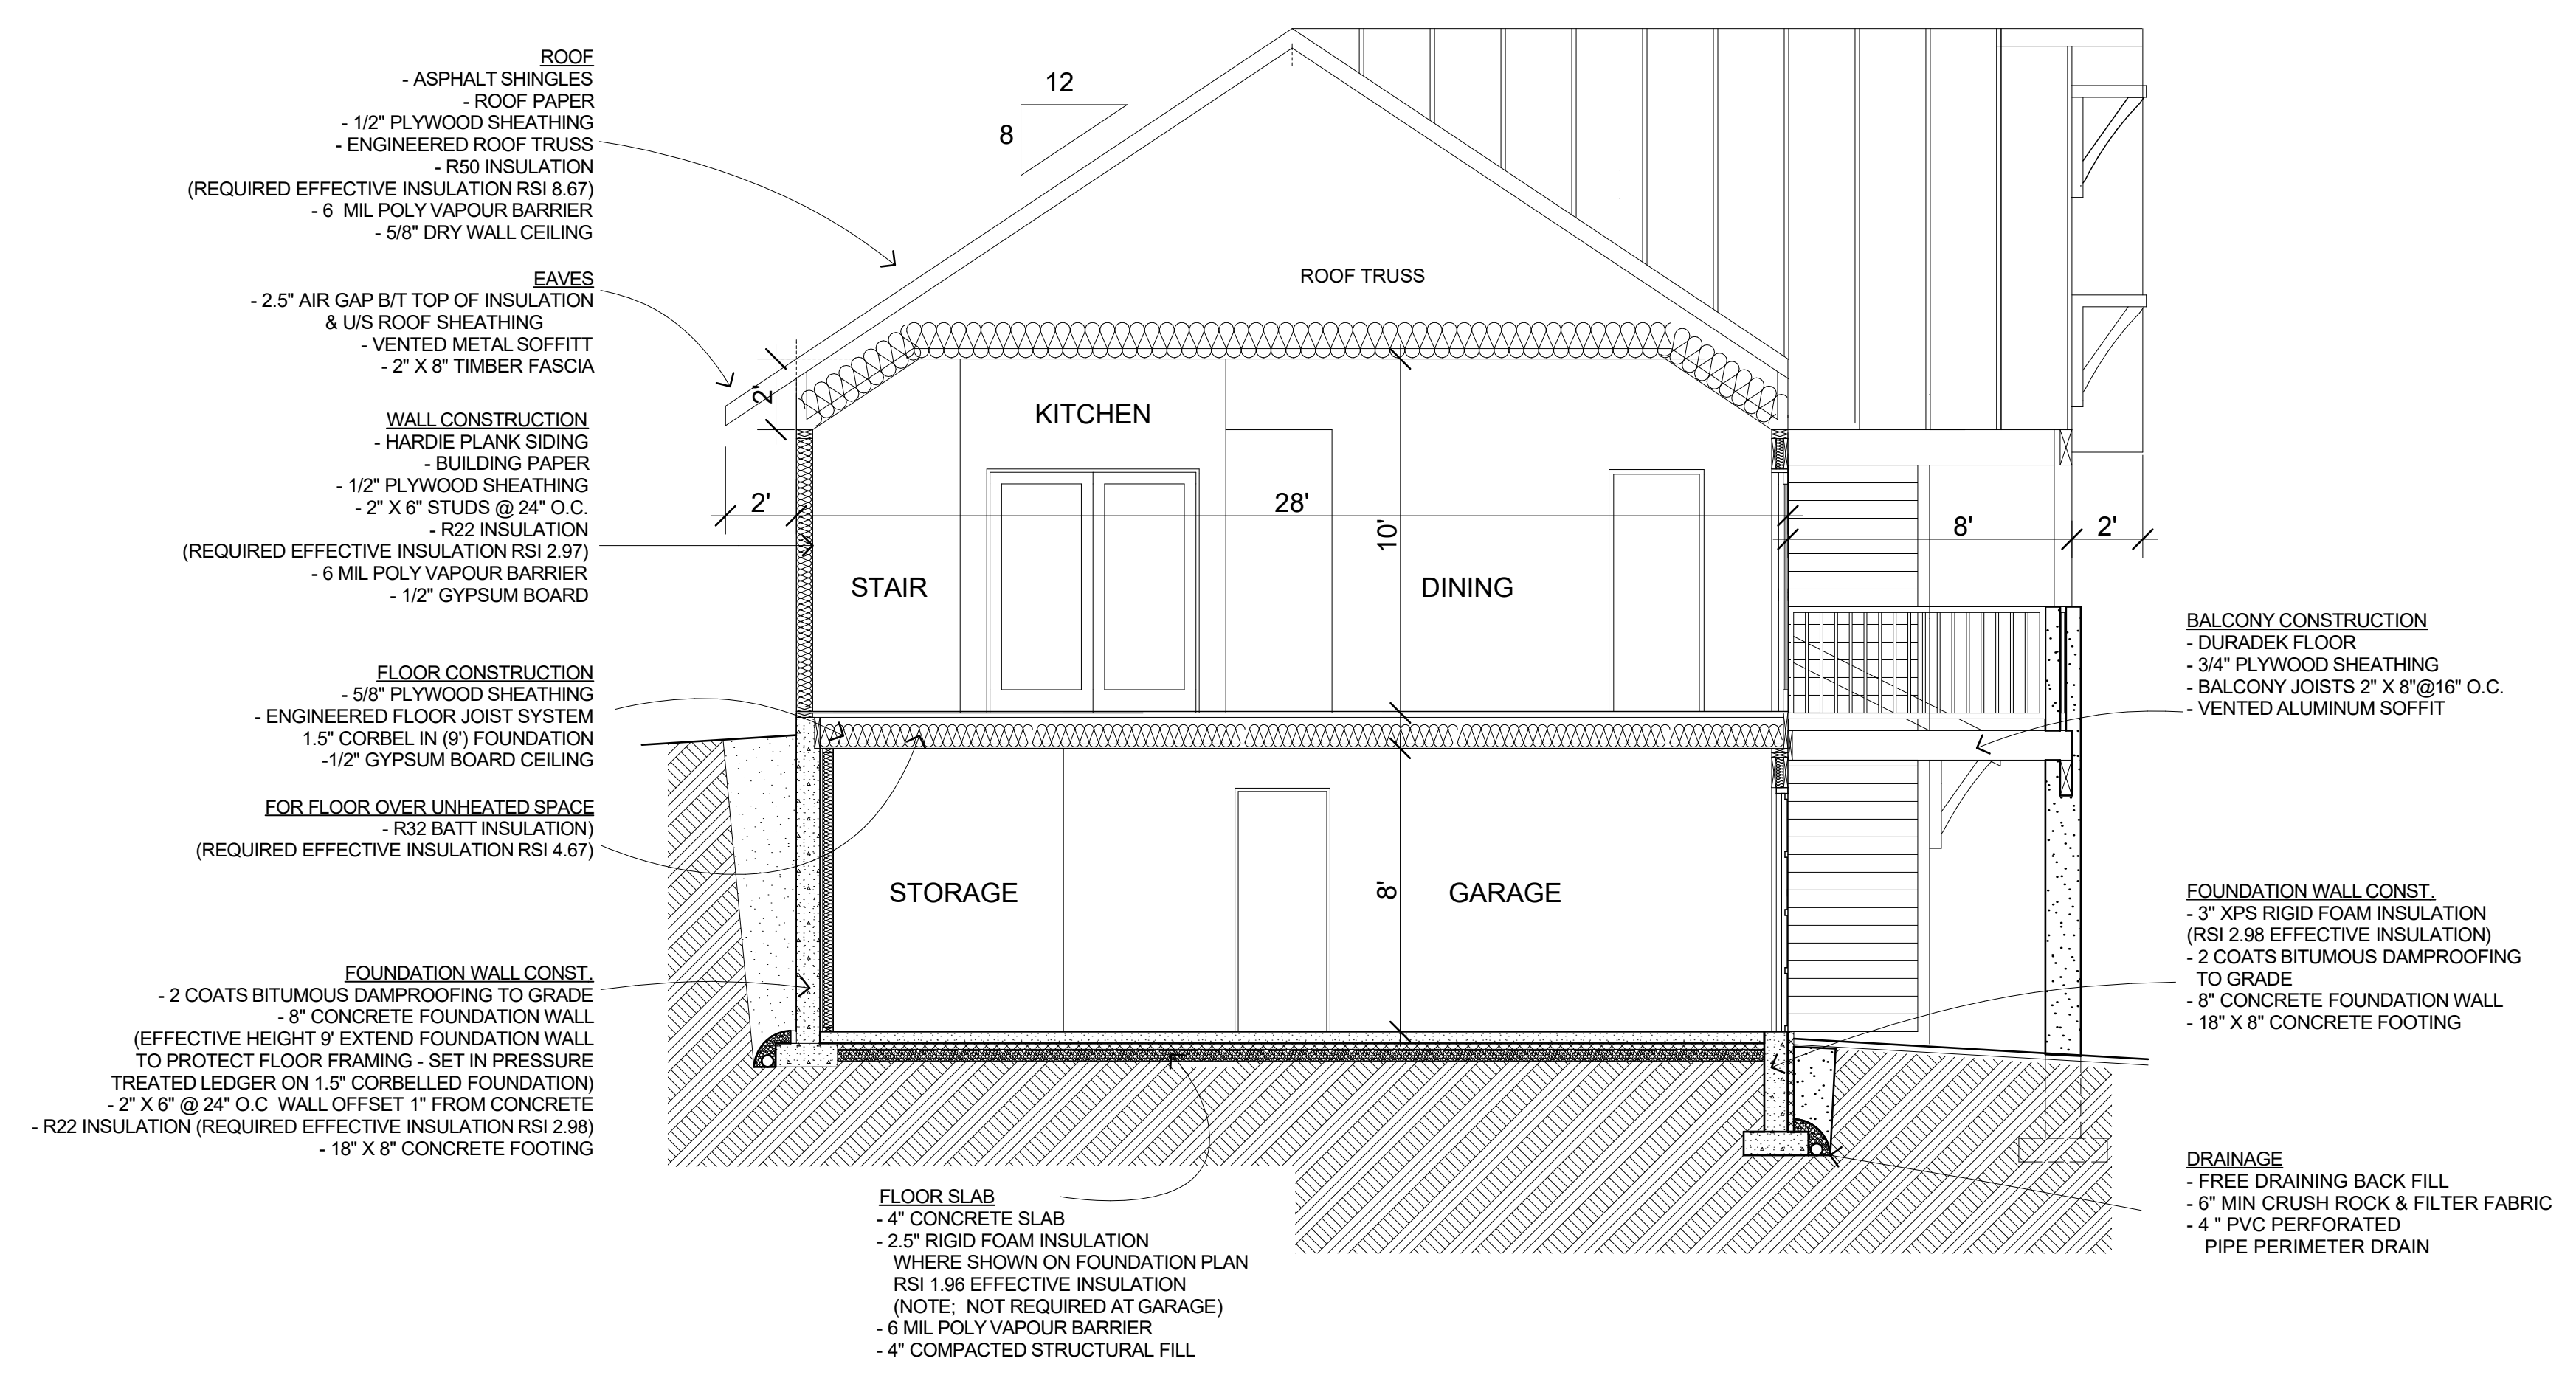 ROOF
- ASPHALT SHINGLES
- ROOF PAPER
- 1/2" PLYWOOD SHEATHING
- ENGINEERED ROOF TRUSS
- R50 INSULATION
(REQUIRED EFFECTIVE INSULATION RSI 8.67)
- 6 MIL POLY VAPOUR BARRIER
- 5/8" DRY WALL CEILING
EAVES
- 2.5" AIR GAP B/T TOP OF INSULATION
& U/S ROOF SHEATHING
- VENTED METAL SOFFITT
- 2" X 8" TIMBER FASCIA
WALL CONSTRUCTION
- HARDIE PLANK SIDING
- BUILDING PAPER
- 1/2" PLYWOOD SHEATHING
- 2" X 6" STUDS @ 24" O.C.
- R22 INSULATION
(REQUIRED EFFECTIVE INSULATION RSI 2.97)
- 6 MIL POLY VAPOUR BARRIER
- 1/2" GYPSUM BOARD
FLOOR CONSTRUCTION
- 5/8" PLYWOOD SHEATHING
- ENGINEERED FLOOR JOIST SYSTEM
1.5" CORBEL IN (9') FOUNDATION
-1/2" GYPSUM BOARD CEILING
FOR FLOOR OVER UNHEATED SPACE
- R32 BATT INSULATION)
(REQUIRED EFFECTIVE INSULATION RSI 4.67)
FOUNDATION WALL CONST.
- 2 COATS BITUMOUS DAMPROOFING TO GRADE
- 8" CONCRETE FOUNDATION WALL
(EFFECTIVE HEIGHT 9' EXTEND FOUNDATION WALL
TO PROTECT FLOOR FRAMING - SET IN PRESSURE
TREATED LEDGER ON 1.5" CORBELLED FOUNDATION)
- 2" X 6" @ 24" O.C WALL OFFSET 1" FROM CONCRETE
- R22 INSULATION (REQUIRED EFFECTIVE INSULATION RSI 2.98)
- 18" X 8" CONCRETE FOOTING
12
8
ROOF TRUSS
2'
KITCHEN
2'
28'
10'
8'
2'
STAIR
DINING
STORAGE
8'
GARAGE
FLOOR SLAB
- 4" CONCRETE SLAB
- 2.5" RIGID FOAM INSULATION
WHERE SHOWN ON FOUNDATION PLAN
RSI 1.96 EFFECTIVE INSULATION
(NOTE; NOT REQUIRED AT GARAGE)
- 6 MIL POLY VAPOUR BARRIER
- 4" COMPACTED STRUCTURAL FILL
BALCONY CONSTRUCTION
- DURADEK FLOOR
- 3/4" PLYWOOD SHEATHING
- BALCONY JOISTS 2" X 8"@16" O.C.
- VENTED ALUMINUM SOFFIT
FOUNDATION WALL CONST.
- 3" XPS RIGID FOAM INSULATION
(RSI 2.98 EFFECTIVE INSULATION)
- 2 COATS BITUMOUS DAMPROOFING
TO GRADE
- 8" CONCRETE FOUNDATION WALL
- 18" X 8" CONCRETE FOOTING
DRAINAGE
- FREE DRAINING BACK FILL
- 6" MIN CRUSH ROCK & FILTER FABRIC
- 4 " PVC PERFORATED
PIPE PERIMETER DRAIN